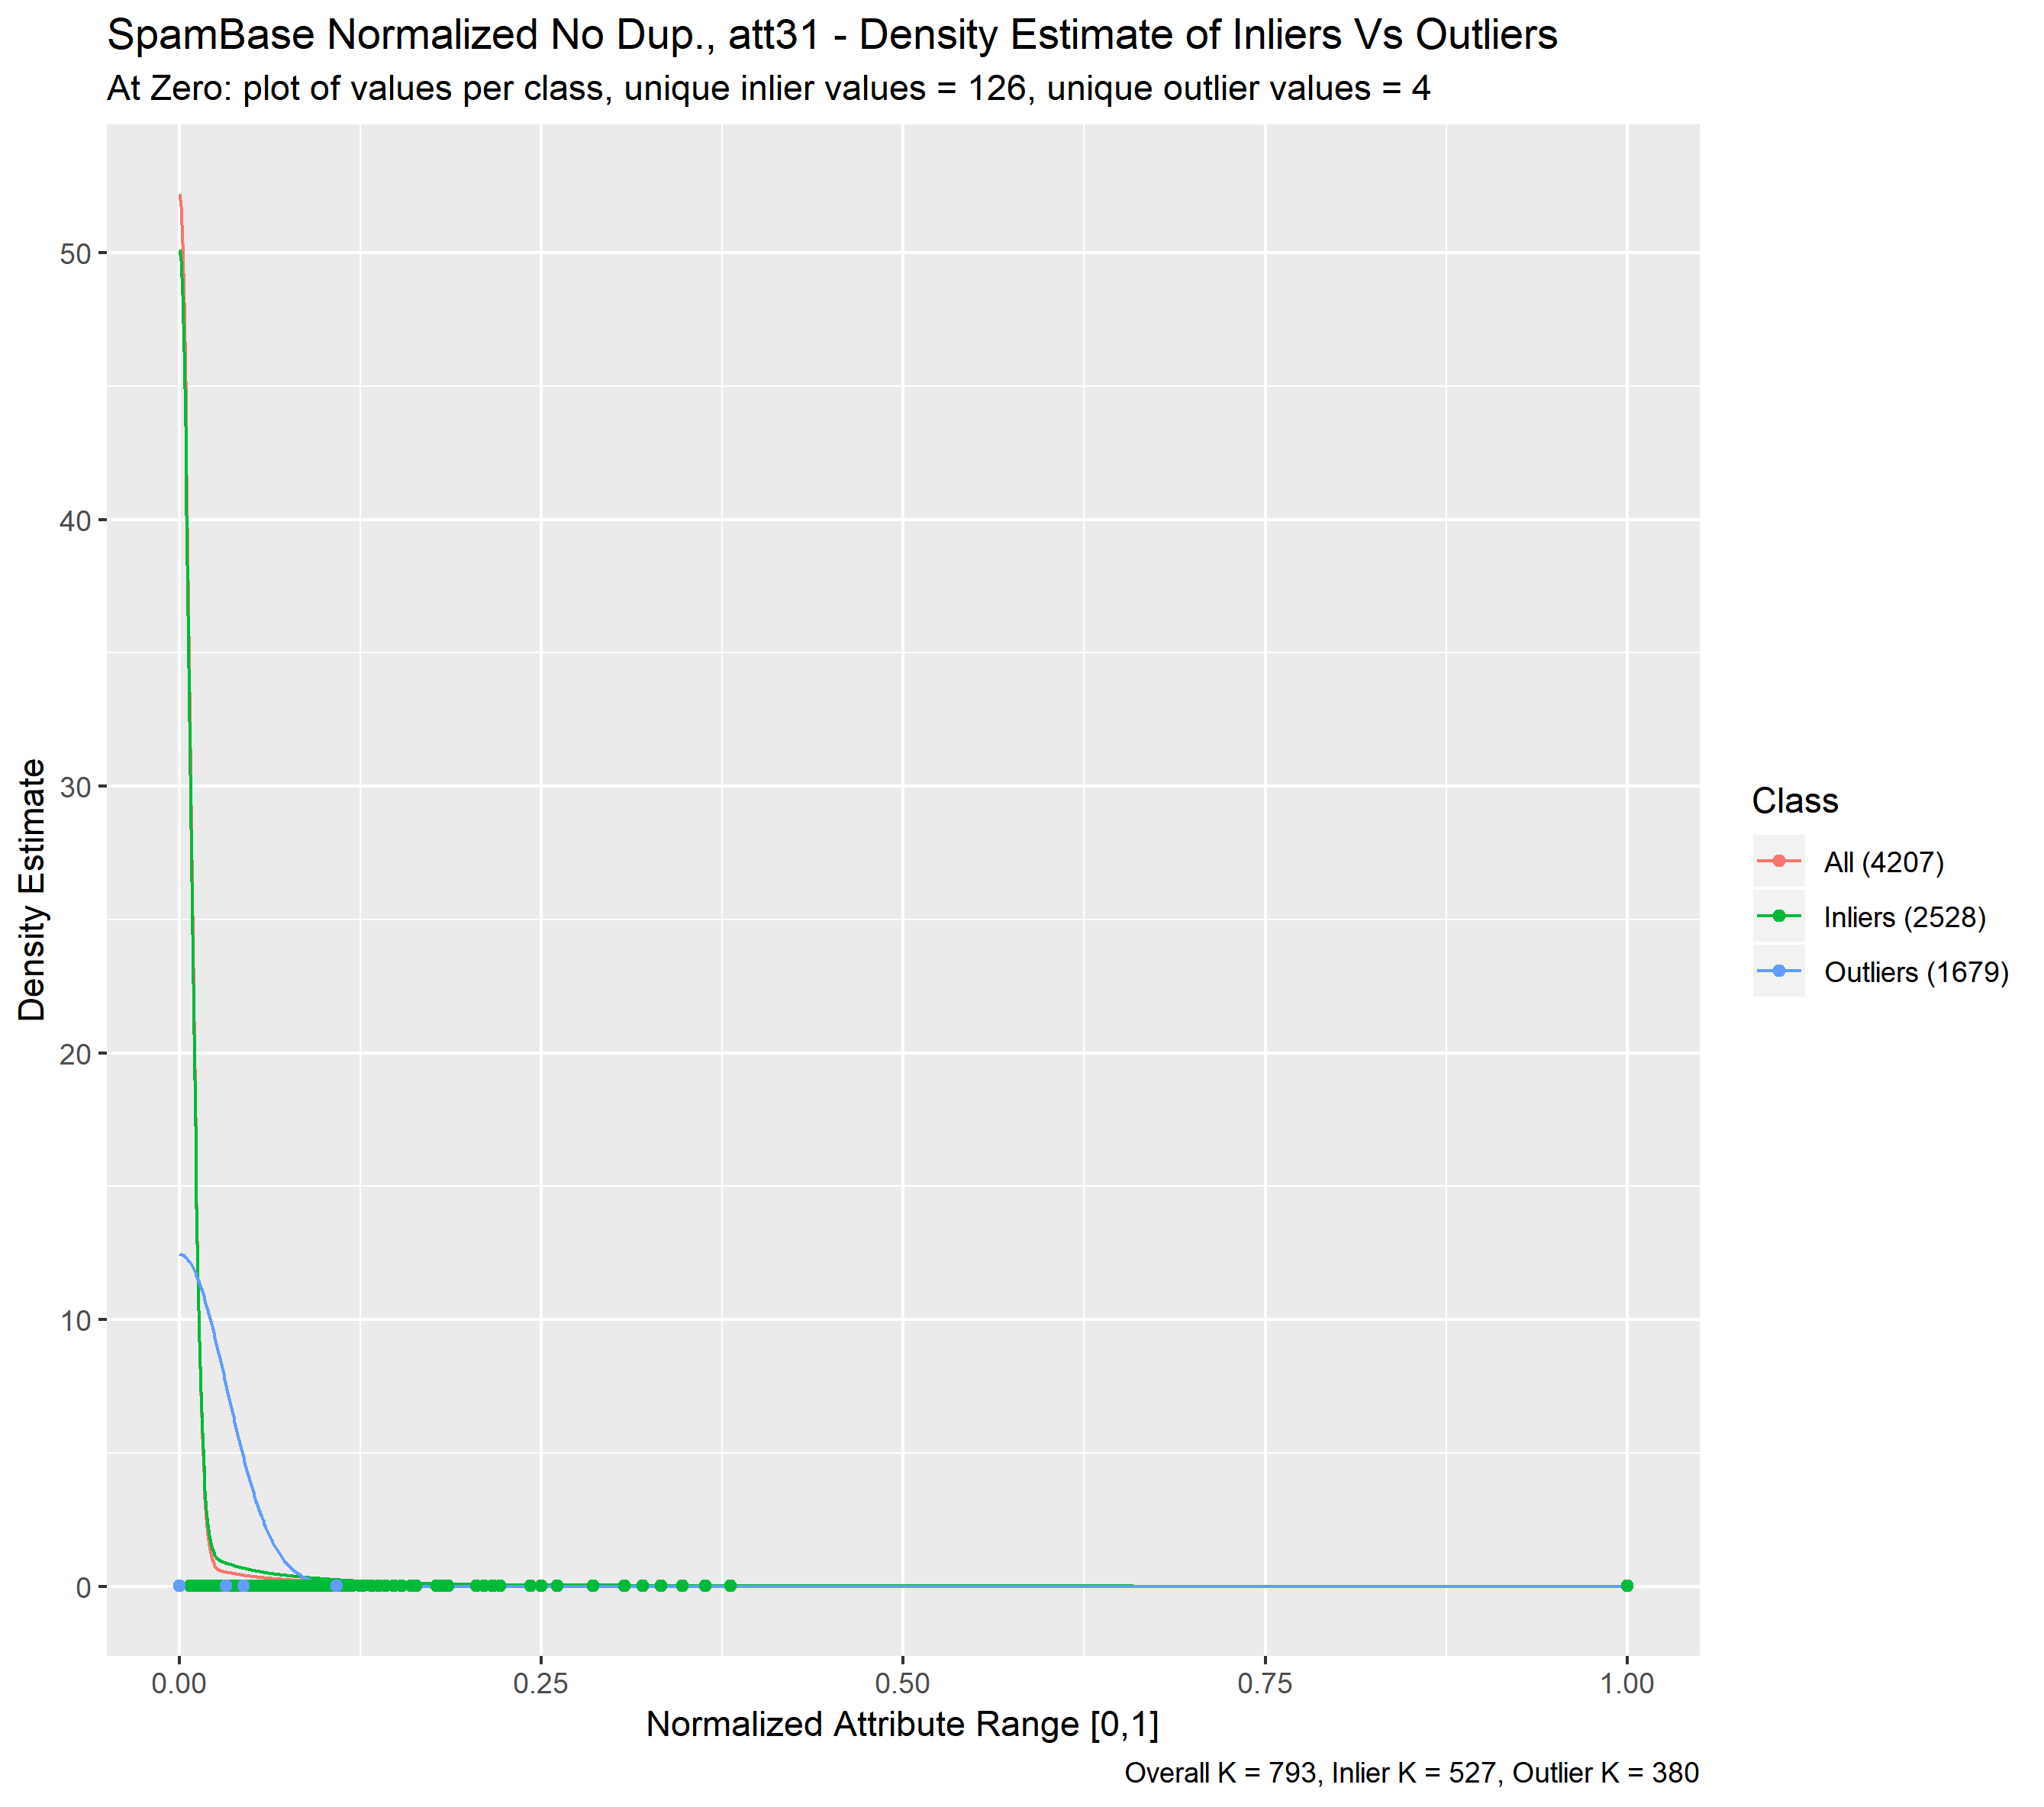 SpamBase Normalized No Dup., att31 - Density Estimate of Inliers Vs Outliers
At Zero: plot of values per class, unique inlier values = 126, unique outlier values = 4
Density Estimate
50
40
30
20
10
0
0.00
0.25
0.50
0.75
1.00
Normalized Attribute Range [0,1]
Overall K = 793, Inlier K = 527, Outlier K = 380
Class
All (4207)
Inliers (2528)
Outliers (1679)